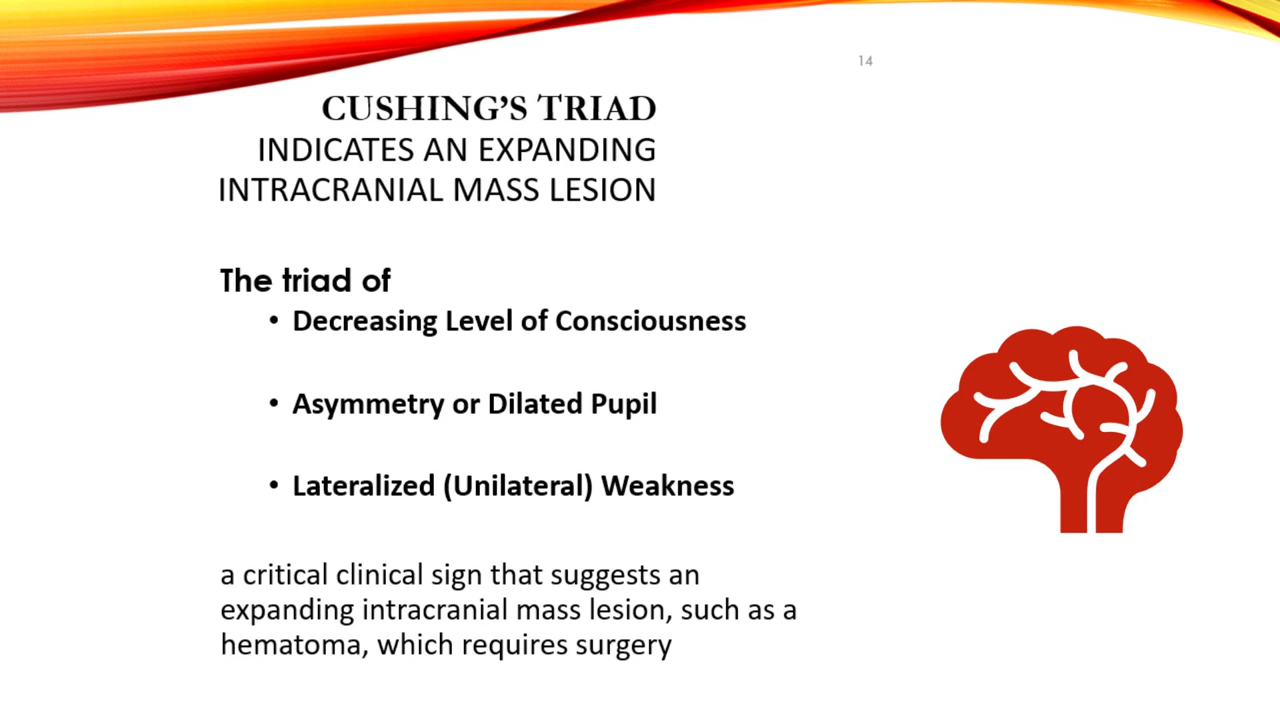 14
CUSHING’S TRIAD
INDICATES AN EXPANDING
INTRACRANIAL MASS LESION
The triad of
• Decreasing Level of Consciousness
• Asymmetry or Dilated Pupil
• Lateralized (Unilateral) Weakness
a critical clinical sign that suggests an
expanding intracranial mass lesion, such as a
hematoma, which requires surgery